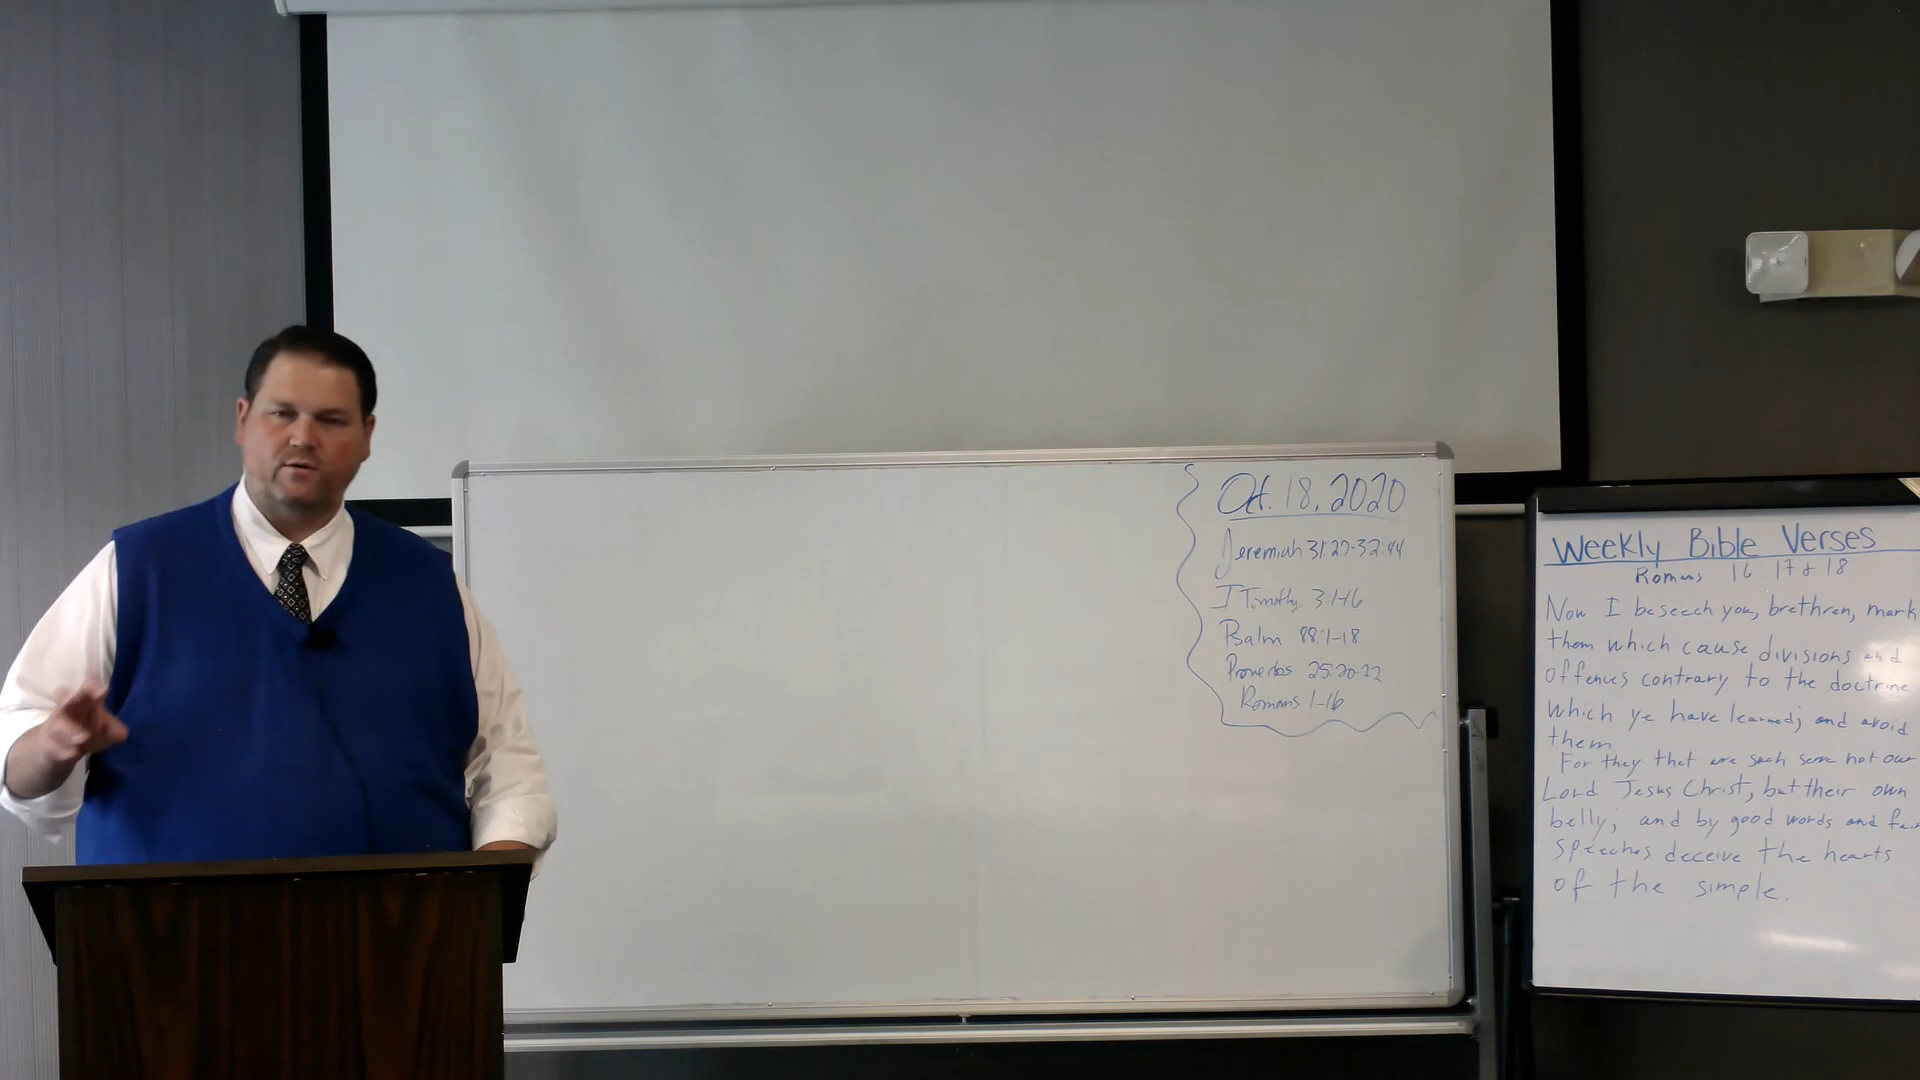 Oct. 18, 2020
Jeremiah 31:27-32:44
I Timothy 3:1-16
Psalm 88:1-18
Proverbs 25:20-22
Romans 1-16
Weekly Bible Verses
Romans 16 17 & 18
Now I beseech you, brethren, mark
them which cause divisions and
offences contrary to the doctrine
which ye have learned; and avoid
them.
For they that are such serve not our
Lord Jesus Christ, but their own
belly; and by good words and fair
speeches deceive the hearts
of the simple.